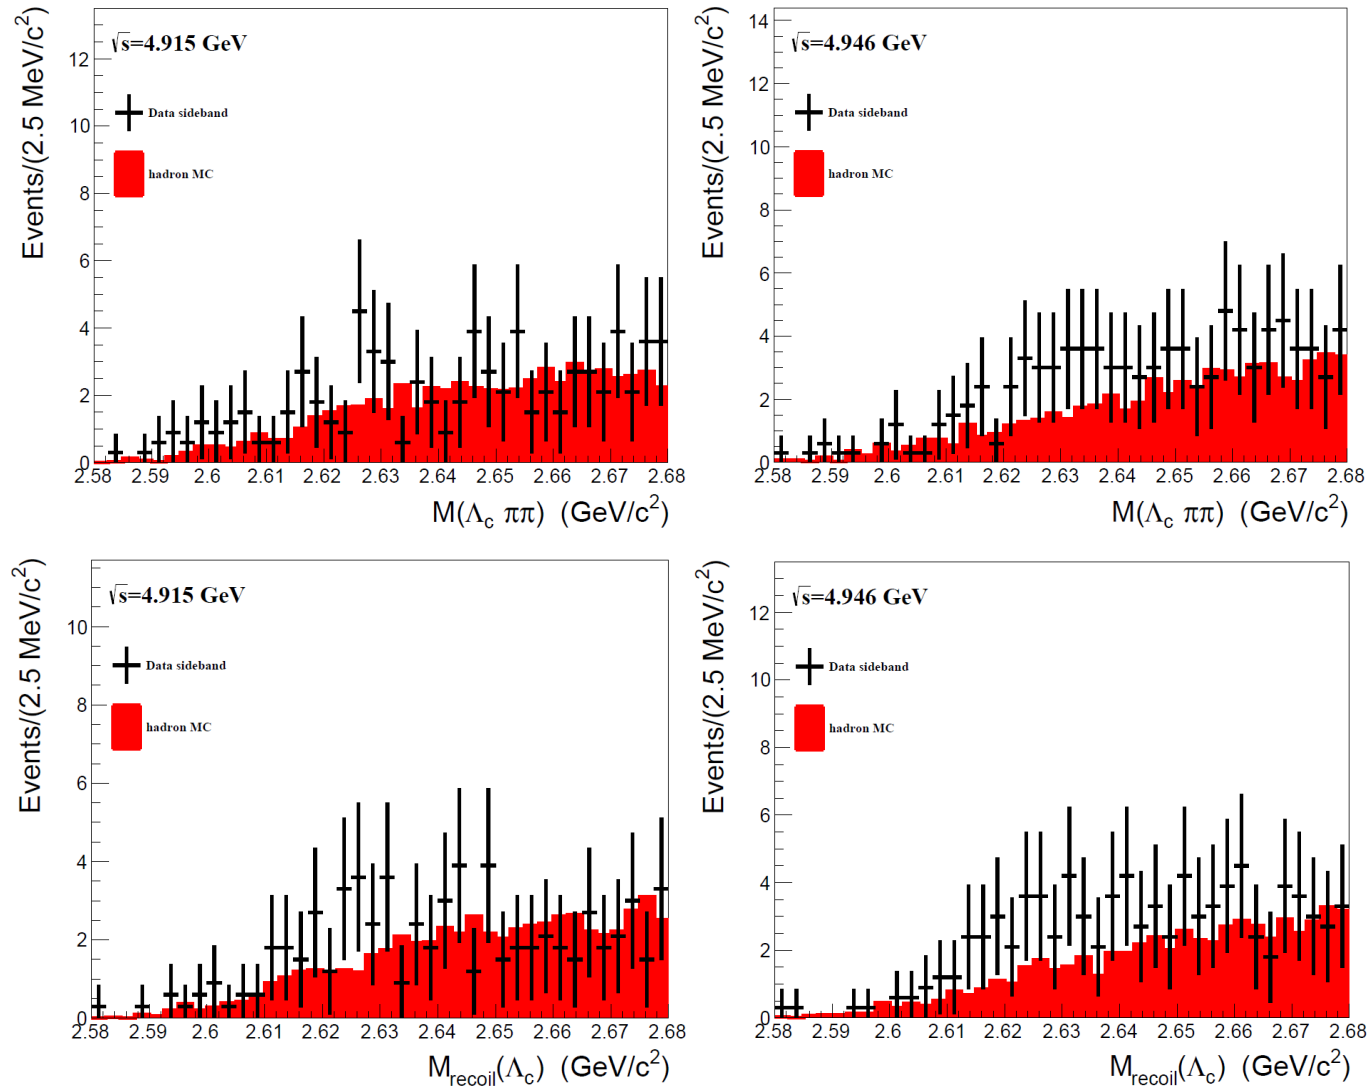 Events/(2.5 MeV/c²)
√s=4.915 GeV
Data sideband
hadron MC
12
10
8
6
4
2
0
2.58 2.59 2.6 2.61 2.62 2.63 2.64 2.65 2.66 2.67 2.68
M(Λc ππ) (GeV/c²)
Events/(2.5 MeV/c²)
√s=4.946 GeV
Data sideband
hadron MC
14
12
10
8
6
4
2
0
2.58 2.59 2.6 2.61 2.62 2.63 2.64 2.65 2.66 2.67 2.68
M(Λc ππ) (GeV/c²)
Events/(2.5 MeV/c²)
√s=4.915 GeV
Data sideband
hadron MC
10
8
6
4
2
0
2.58 2.59 2.6 2.61 2.62 2.63 2.64 2.65 2.66 2.67 2.68
Mrecoil(Λc) (GeV/c²)
Events/(2.5 MeV/c²)
√s=4.946 GeV
Data sideband
hadron MC
12
10
8
6
4
2
0
2.58 2.59 2.6 2.61 2.62 2.63 2.64 2.65 2.66 2.67 2.68
Mrecoil(Λc) (GeV/c²)